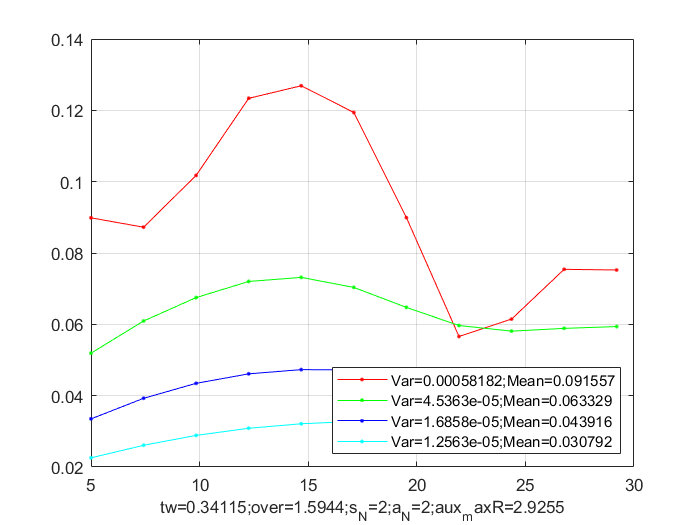 0.14
0.12
0.1
0.08
0.06
0.04
0.02
Var=0.00058182;Mean=0.091557
Var=4.5363e-05;Mean=0.063329
Var=1.6858e-05;Mean=0.043916
Var=1.2563e-05;Mean=0.030792
5 10 15 20 25 30
tw=0.34115;over=1.5944;s_N=2;a_N=2;aux_maxR=2.9255